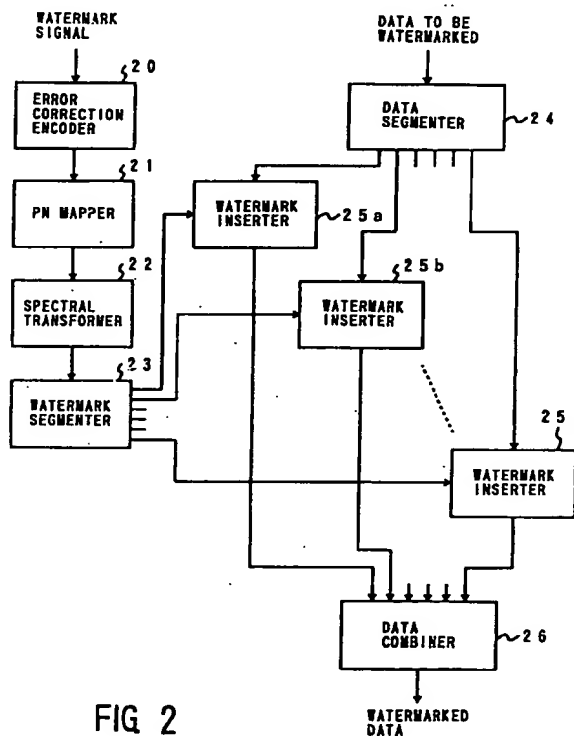 WATERMARK
SIGNAL
20
ERROR
CORRECTION
ENCODER
21
PN MAPPER
22
SPECTRAL
TRANSFORMER
23
WATERMARK
SEGMENTER
DATA TO BE
WATERMARKED
DATA
SEGMENTER
24
WATERMARK
INSERTER
25a
25b
WATERMARK
INSERTER
25
WATERMARK
INSERTER
DATA
COMBINER
26
WATERMARKED
DATA
FIG. 2